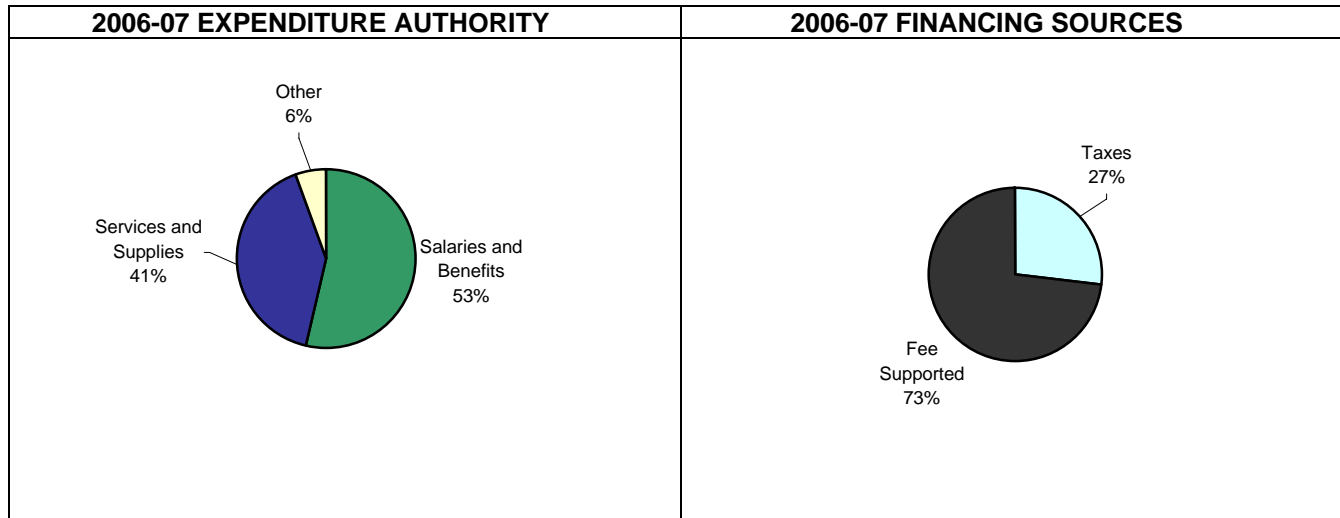 2006-07 EXPENDITURE AUTHORITY
2006-07 FINANCING SOURCES
Other
6%
Services and
Supplies
41%
Salaries and
Benefits
53%
Taxes
27%
Fee
Supported
73%